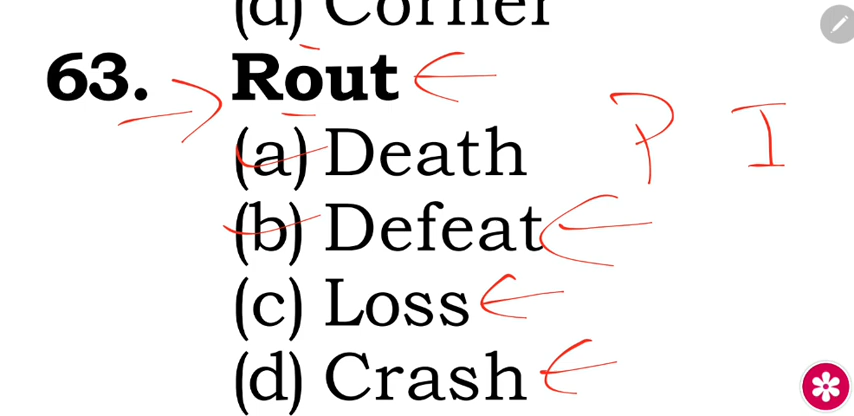 (d) Corner
63. Rout
(a) Death P I
(b) Defeat
(c) Loss
(d) Crash